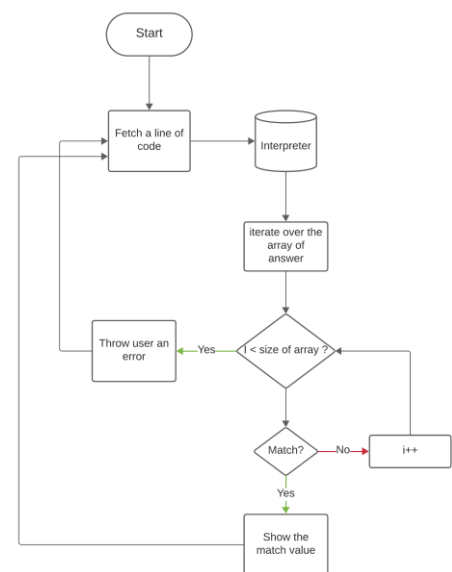 Start
Fetch a line of
code
Interpreter
iterate over the
array of
answer
Throw user an
error
Yes
I < size of array ?
Match?
No
i++
Yes
Show the
match value